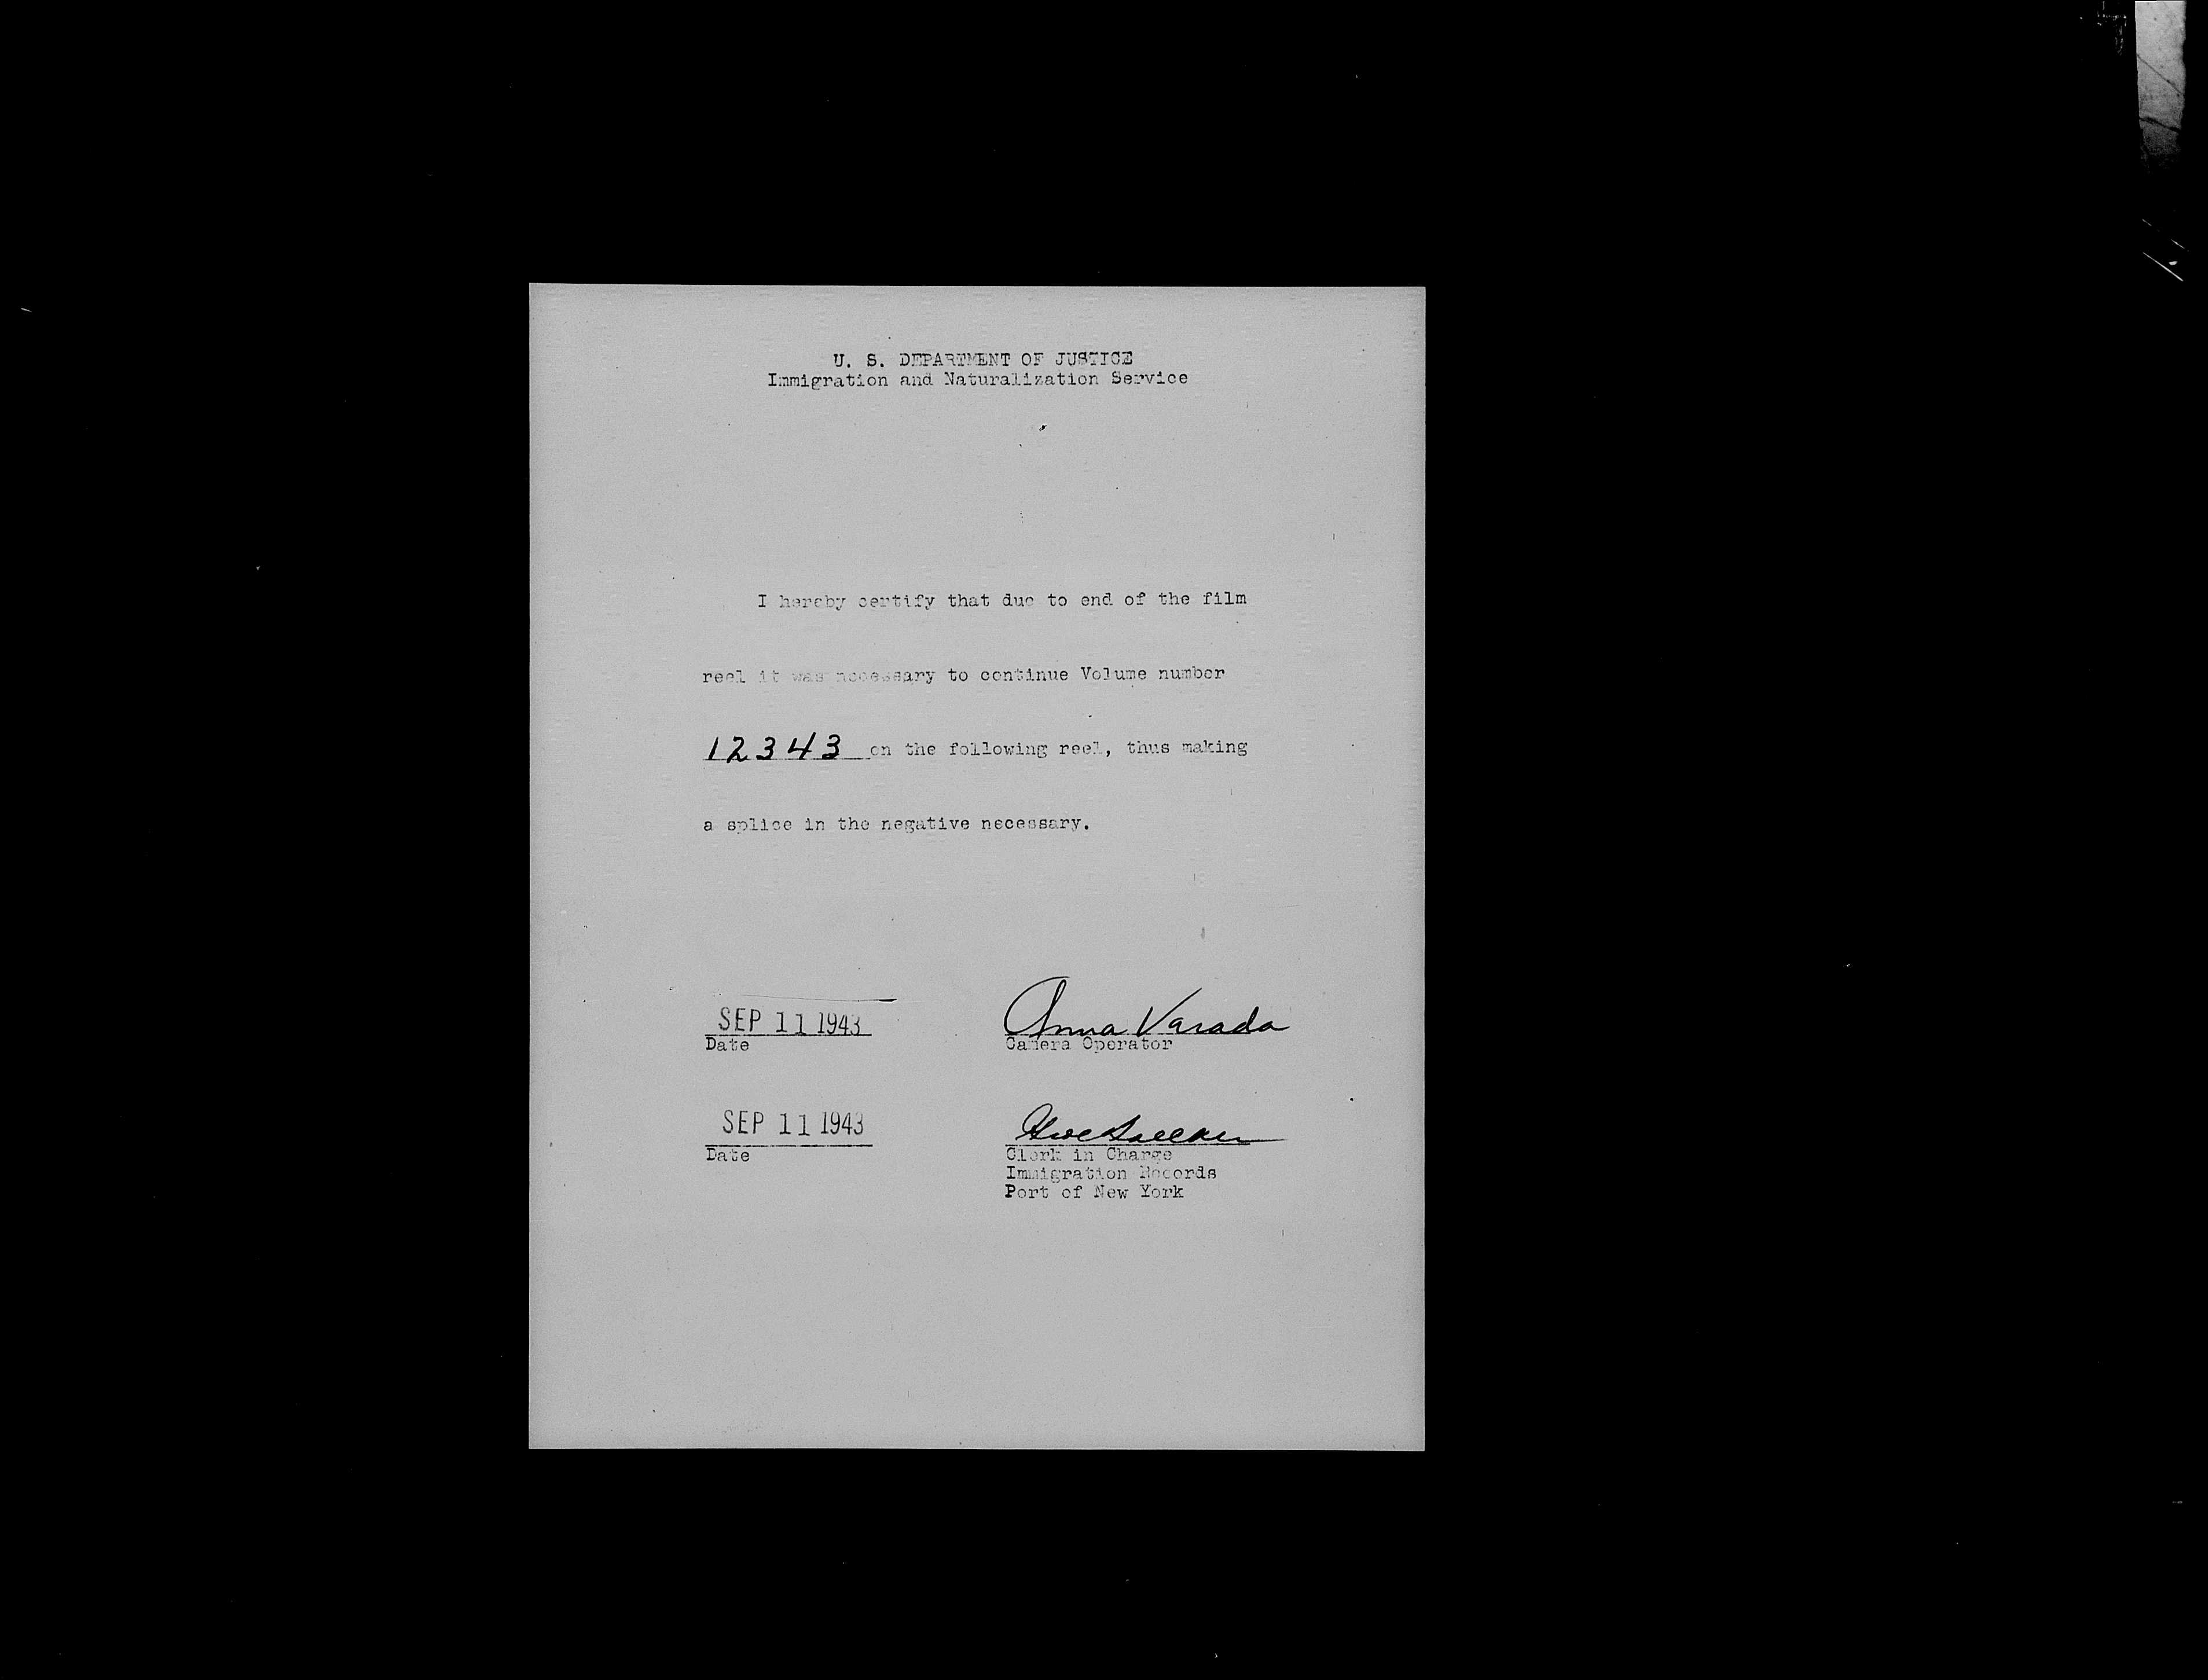 U. S. DEPARTMENT OF JUSTICE
Immigration and Naturalization Service
I hereby certify that due to end of the film
reel it was necessary to continue Volume number
12343 on the following reel, thus making
a splice in the negative necessary.
SEP 11 1943 Anna Varada
Date Camera Operator
SEP 11 1943
Date Clerk in Charge
Immigration Records
Port of New York